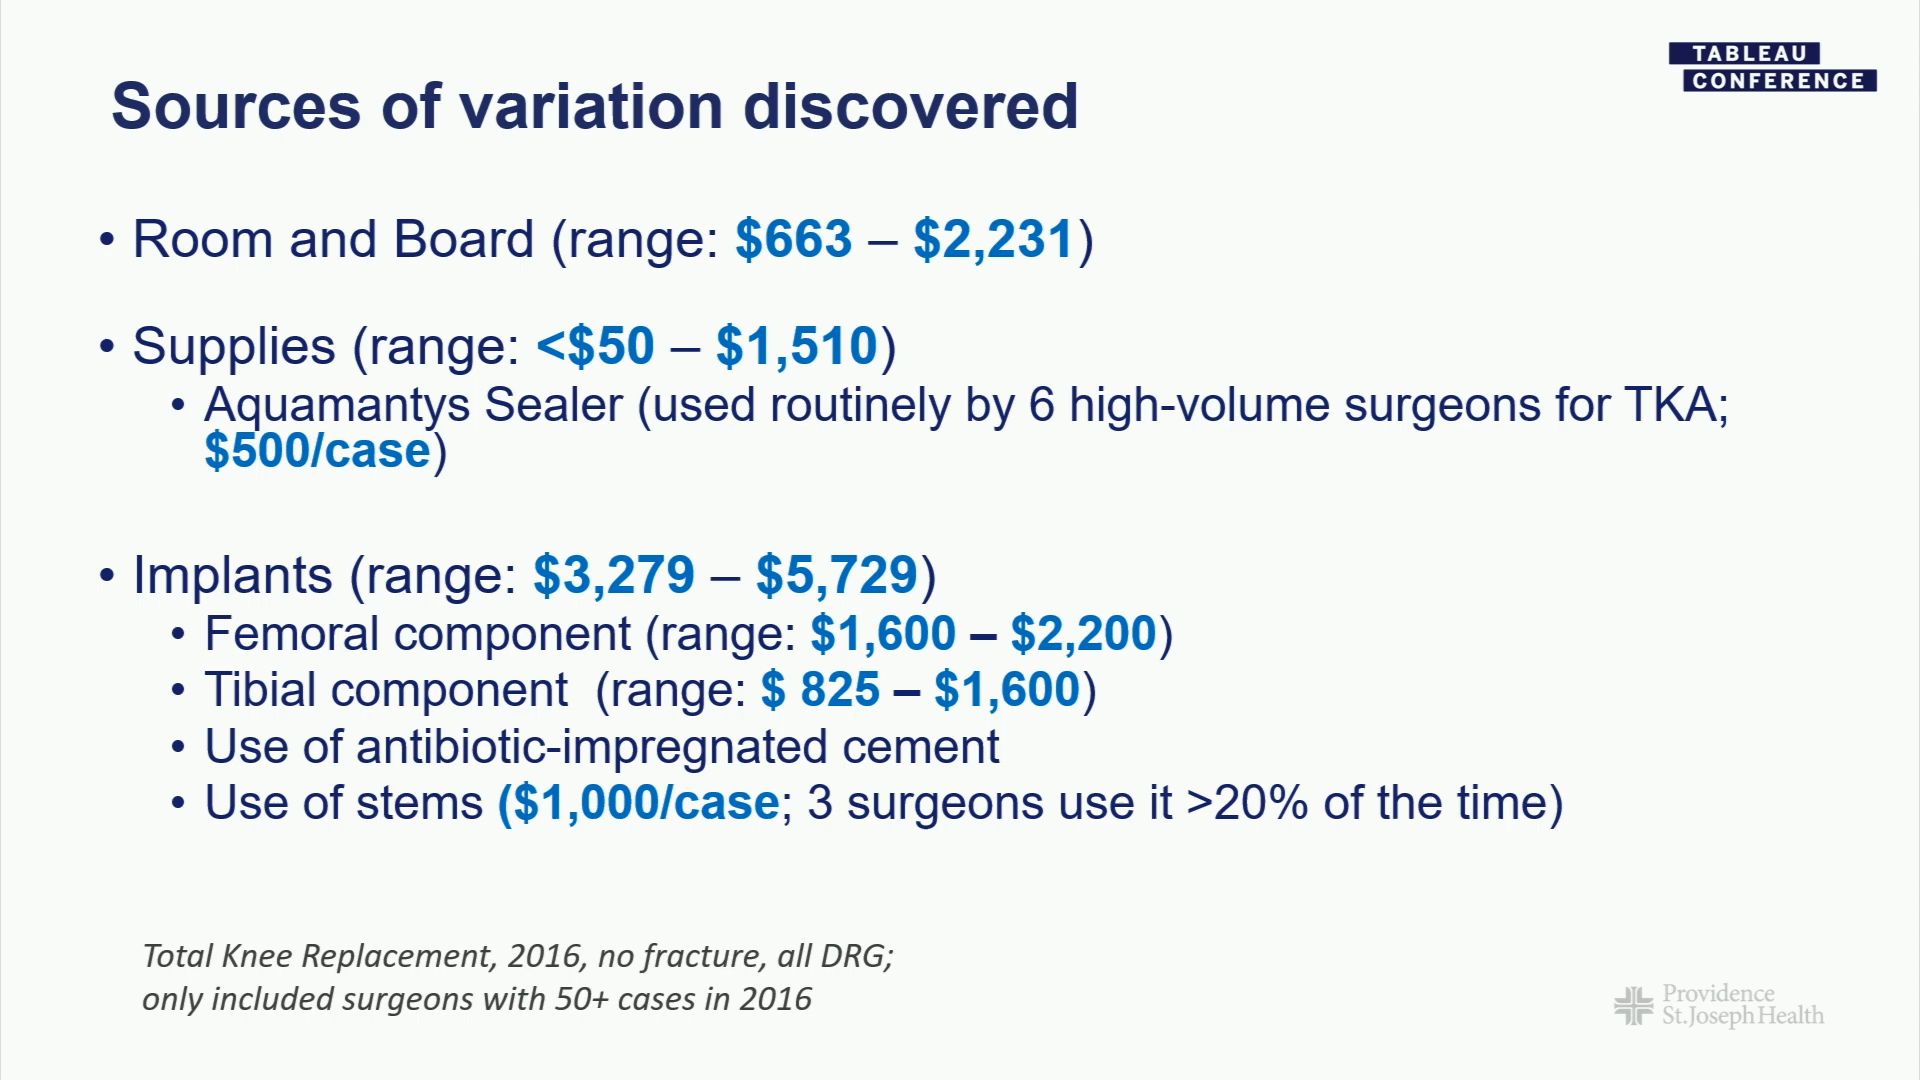 TABLEAU
CONFERENCE
Sources of variation discovered
• Room and Board (range: $663 – $2,231)
• Supplies (range: <$50 – $1,510)
• Aquamantys Sealer (used routinely by 6 high-volume surgeons for TKA;
$500/case)
• Implants (range: $3,279 – $5,729)
• Femoral component (range: $1,600 – $2,200)
• Tibial component  (range: $ 825 – $1,600)
• Use of antibiotic-impregnated cement
• Use of stems ($1,000/case; 3 surgeons use it >20% of the time)
Total Knee Replacement, 2016, no fracture, all DRG;
only included surgeons with 50+ cases in 2016
Providence
St.JosephHealth